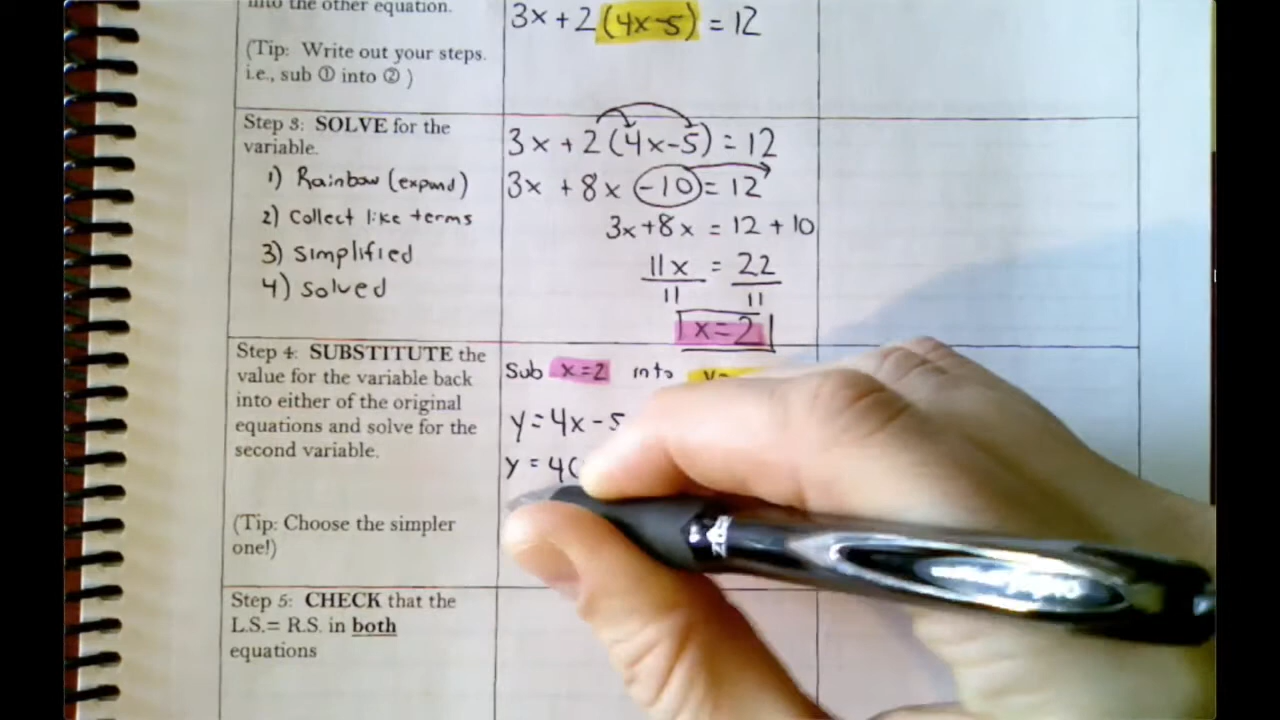 into the other equation.
(Tip: Write out your steps.
i.e., sub ① into ② )
3x + 2(4x-5) = 12
Step 3: SOLVE for the
variable.
1) Rainbow (expand)
2) Collect like terms
3) simplified
4) solved
3x + 2(4x-5) = 12
3x + 8x -10 = 12
3x+8x = 12 + 10
11x = 22
11 11
x=2
Step 4: SUBSTITUTE the
value for the variable back
into either of the original
equations and solve for the
second variable.
(Tip: Choose the simpler
one!)
Sub x=2 into y=
y=4x-5
y = 4(
Step 5: CHECK that the
L.S.= R.S. in both
equations